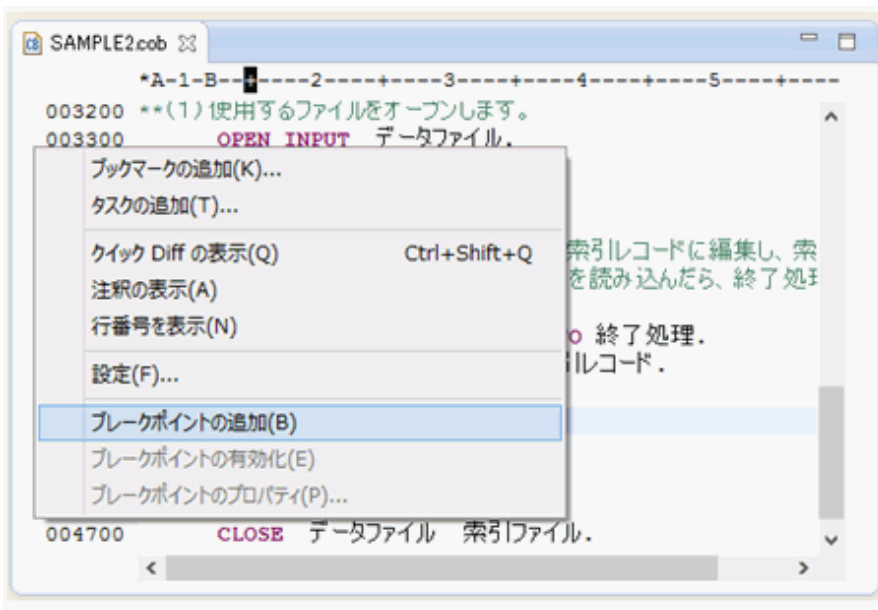 SAMPLE2.cob
*A-1-B--+----2----+----3----+----4----+----5----+----
003200 **(1)使用するファイルをオープンします。
003300 OPEN INPUT データファイル.
ブックマークの追加(K)...
タスクの追加(T)...
クイック Diff の表示(Q) Ctrl+Shift+Q
索引レコードに編集し、索
注釈の表示(A)
を読み込んだら、終了処理
行番号を表示(N)
o 終了処理.
引レコード.
設定(F)...
ブレークポイントの追加(B)
ブレークポイントの有効化(E)
ブレークポイントのプロパティ(P)...
004700 CLOSE データファイル 索引ファイル.